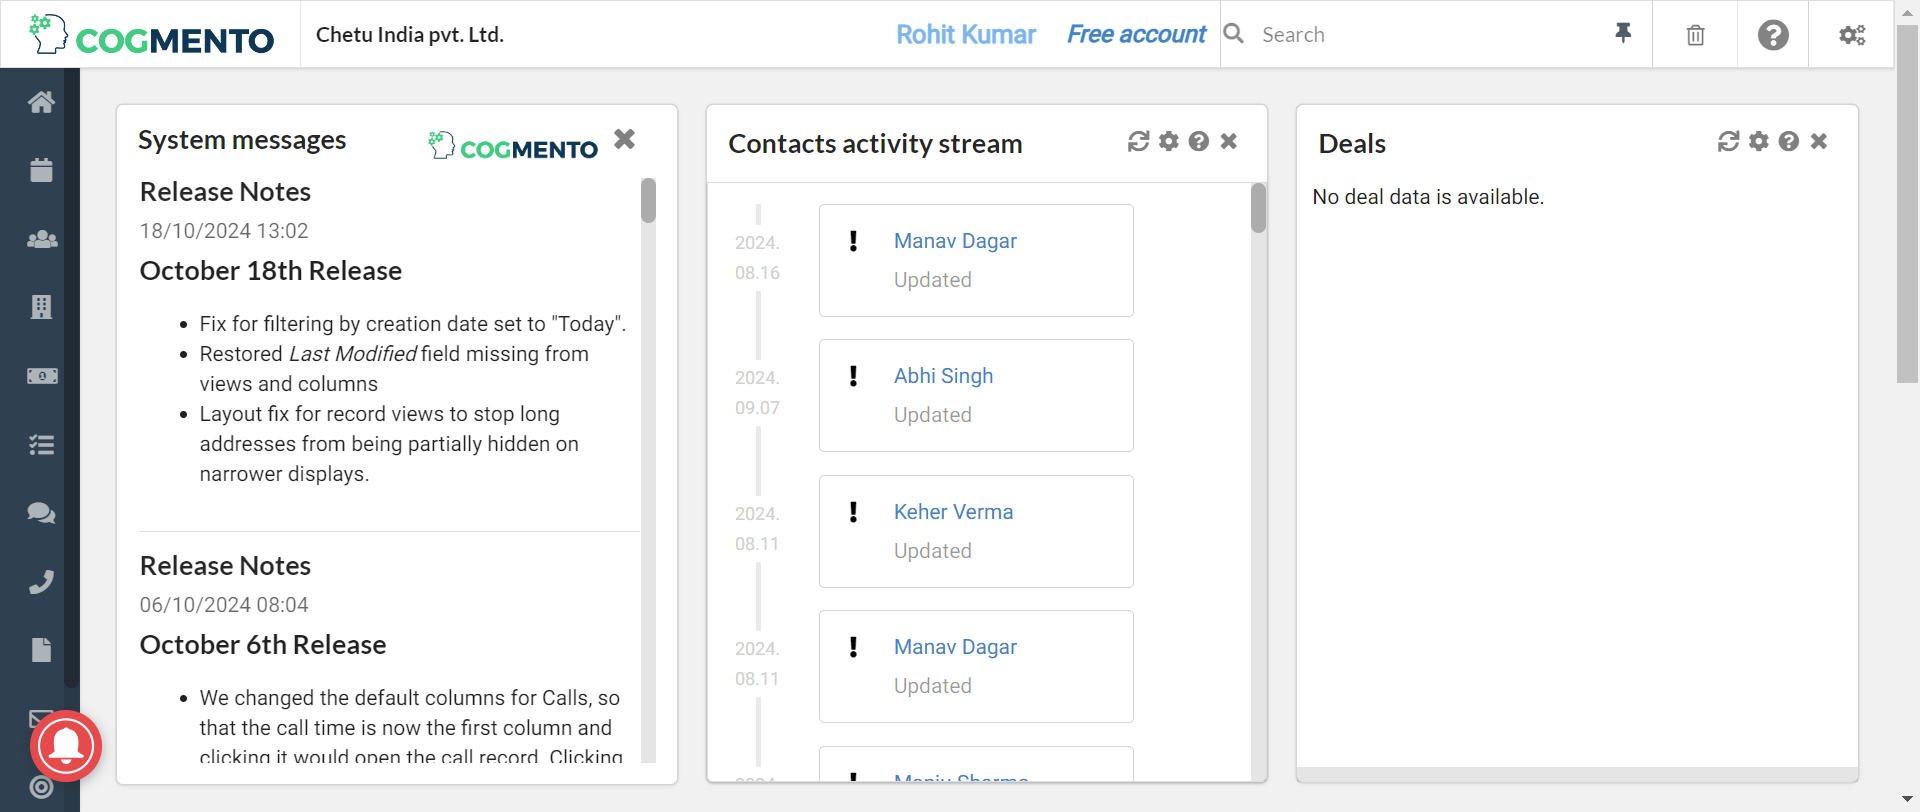 COGMENTO
Chetu India pvt. Ltd.
Rohit Kumar
Free account
Search
System messages
COGMENTO
Release Notes
18/10/2024 13:02
October 18th Release
Fix for filtering by creation date set to "Today".
Restored Last Modified field missing from
views and columns
Layout fix for record views to stop long
addresses from being partially hidden on
narrower displays.
Release Notes
06/10/2024 08:04
October 6th Release
We changed the default columns for Calls, so
that the call time is now the first column and
clicking it would open the call record. Clicking
Contacts activity stream
2024.
08.16
Manav Dagar
Updated
2024.
09.07
Abhi Singh
Updated
2024.
08.11
Keher Verma
Updated
2024.
08.11
Manav Dagar
Updated
Deals
No deal data is available.